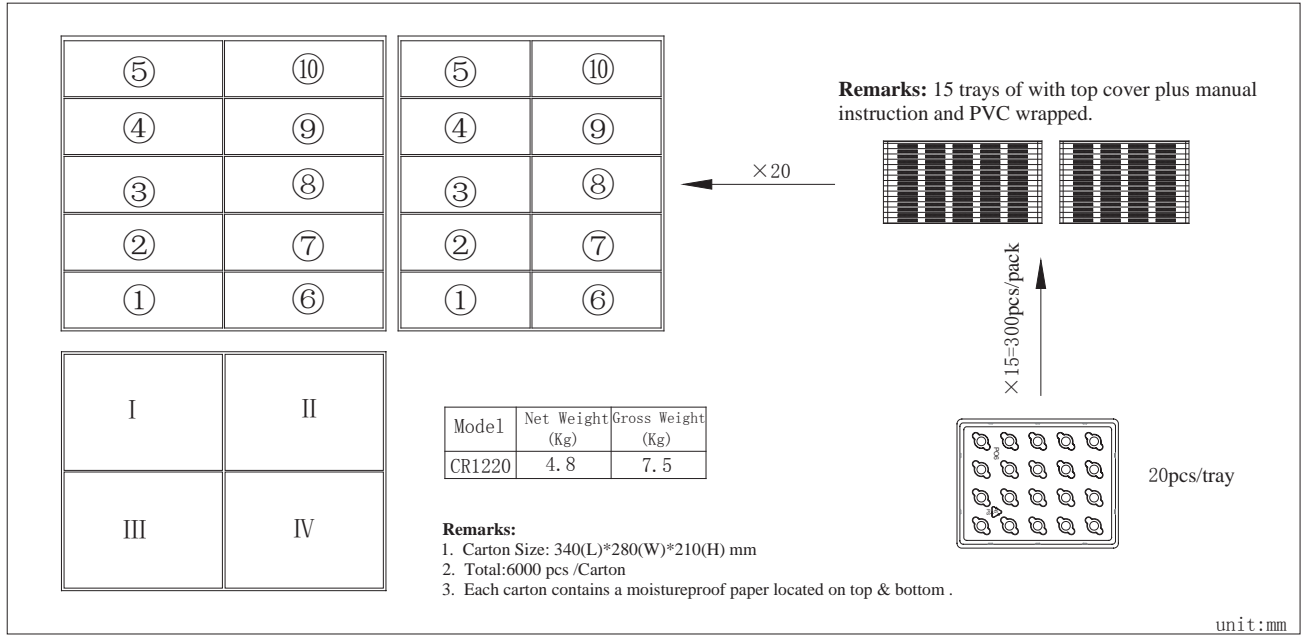 ⑤ ⑩ ⑤ ⑩
④ ⑨ ④ ⑨
③ ⑧ ③ ⑧
② ⑦ ② ⑦
① ⑥ ① ⑥
Remarks: 15 trays of with top cover plus manual
instruction and PVC wrapped.
×20
×15=300pcs/pack
20pcs/tray
Ⅰ Ⅱ
Ⅲ Ⅳ
Model Net Weight (Kg) Gross Weight (Kg)
CR1220 4.8 7.5
Remarks:
1. Carton Size: 340(L)*280(W)*210(H) mm
2. Total:6000 pcs /Carton
3. Each carton contains a moistureproof paper located on top & bottom .
unit:mm